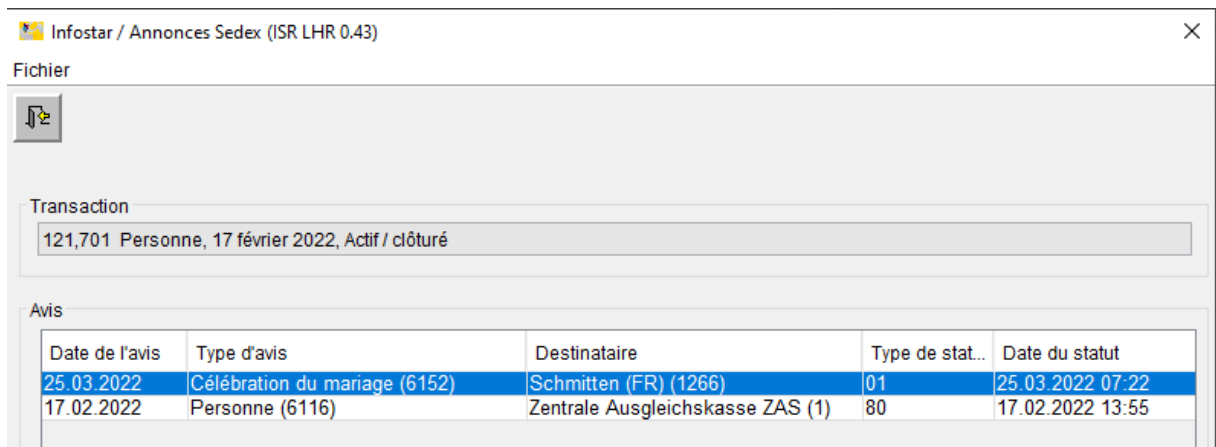 Infostar / Annonces Sedex (ISR LHR 0.43)
Fichier
Transaction
121,701 Personne, 17 février 2022, Actif / clôturé
Avis
Date de l'avis Type d'avis Destinataire Type de stat... Date du statut
25.03.2022 Célébration du mariage (6152) Schmitten (FR) (1266) 01 25.03.2022 07:22
17.02.2022 Personne (6116) Zentrale Ausgleichskasse ZAS (1) 80 17.02.2022 13:55